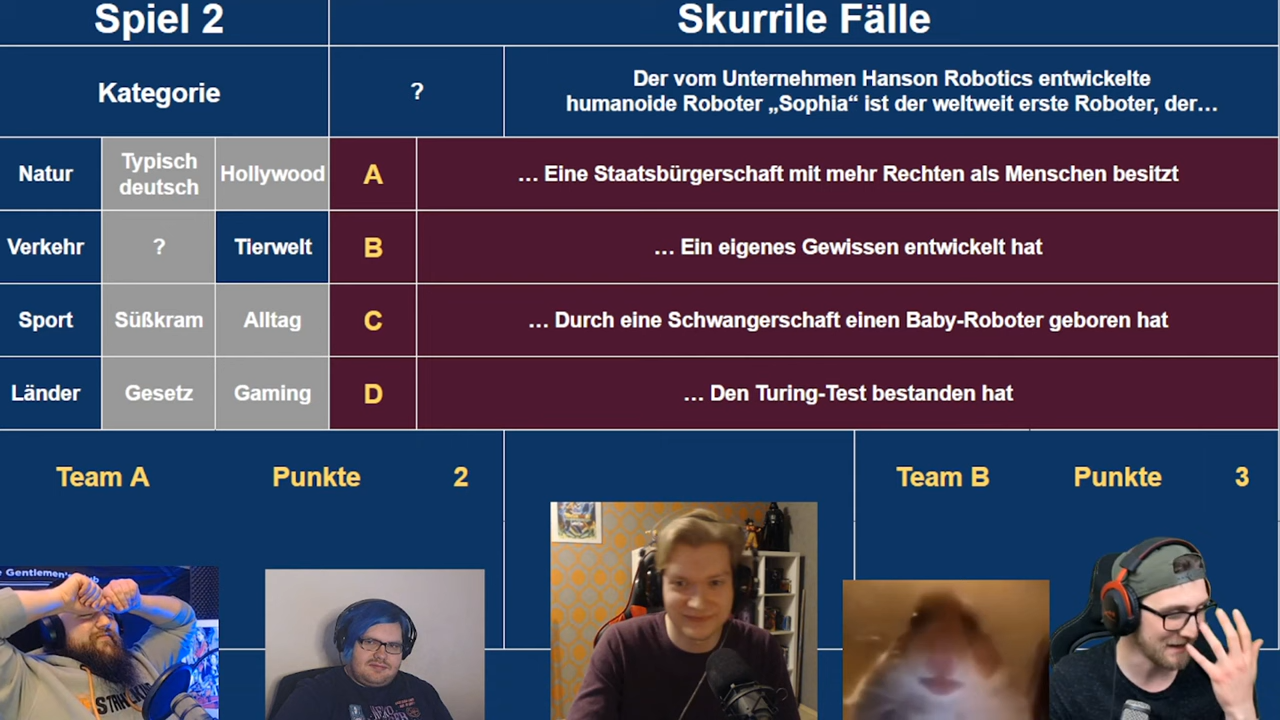 Spiel 2
Skurrile Fälle
Kategorie
?
Der vom Unternehmen Hanson Robotics entwickelte
humanoide Roboter „Sophia“ ist der weltweit erste Roboter, der…
Natur
Typisch
deutsch
Hollywood
A
… Eine Staatsbürgerschaft mit mehr Rechten als Menschen besitzt
Verkehr
?
Tierwelt
B
… Ein eigenes Gewissen entwickelt hat
Sport
Süßkram
Alltag
C
… Durch eine Schwangerschaft einen Baby-Roboter geboren hat
Länder
Gesetz
Gaming
D
… Den Turing-Test bestanden hat
Team A
Punkte
2
Team B
Punkte
3